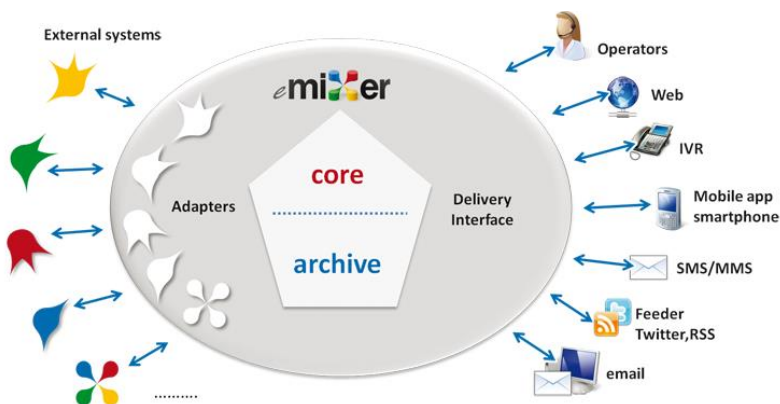 External systems
emixer
Adapters
core
archive
Delivery
Interface
Operators
Web
IVR
Mobile app
smartphone
SMS/MMS
Feeder
Twitter,RSS
email
..........